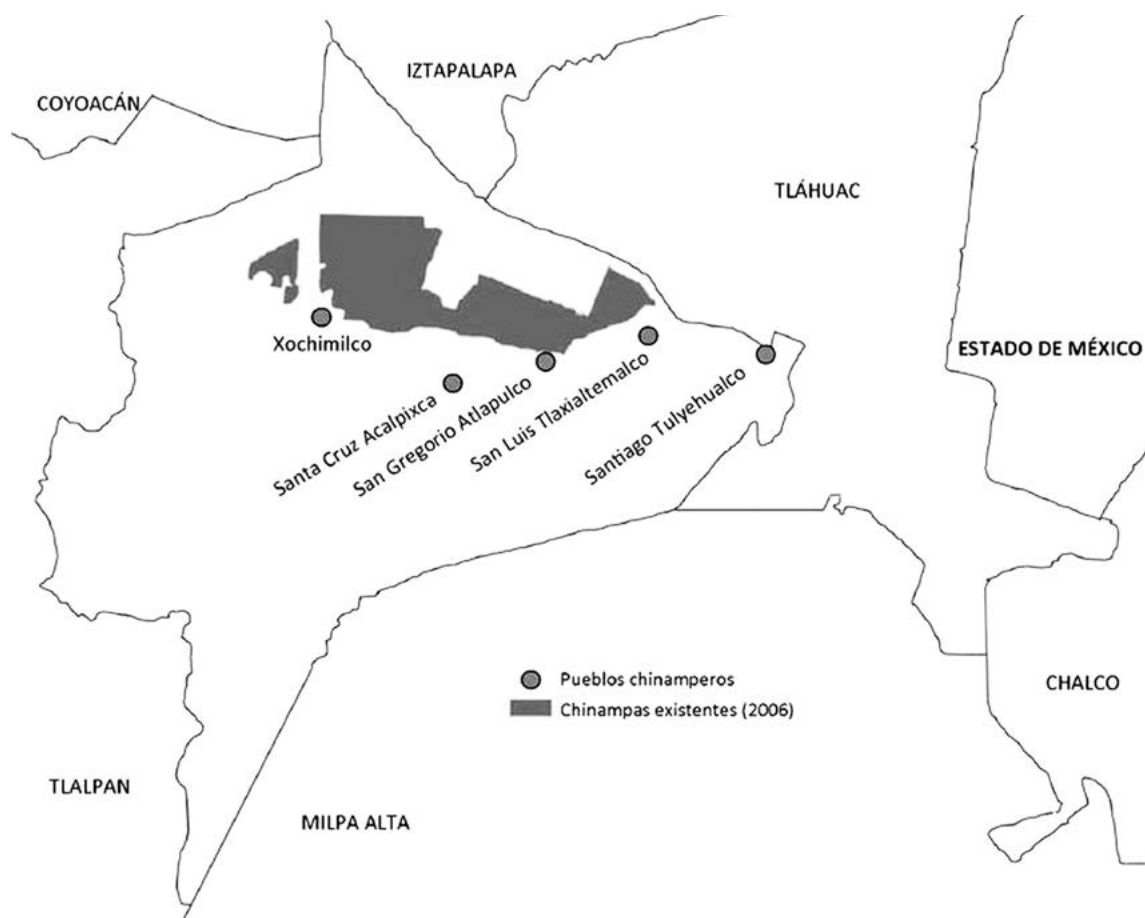 IZTAPALAPA
COYOACÁN
TLÁHUAC
Xochimilco
ESTADO DE MÉXICO
Santa Cruz Acalpixca
San Gregorio Atlapulco
San Luis Tlaxialtemalco
Santiago Tulyehualco
Pueblos chinamperos
Chinampas existentes (2006)
CHALCO
TLALPAN
MILPA ALTA